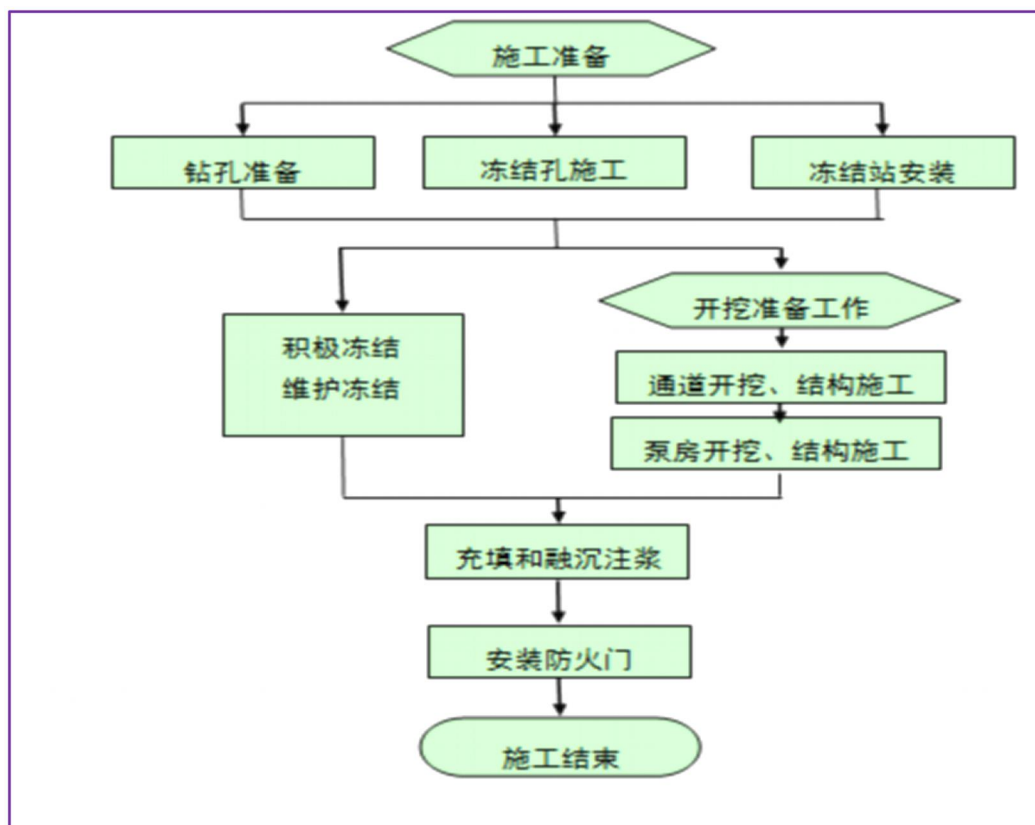 施工准备
钻孔准备
冻结孔施工
冻结站安装
积极冻结
维护冻结
开挖准备工作
通道开挖、结构施工
泵房开挖、结构施工
充填和融沉注浆
安装防火门
施工结束